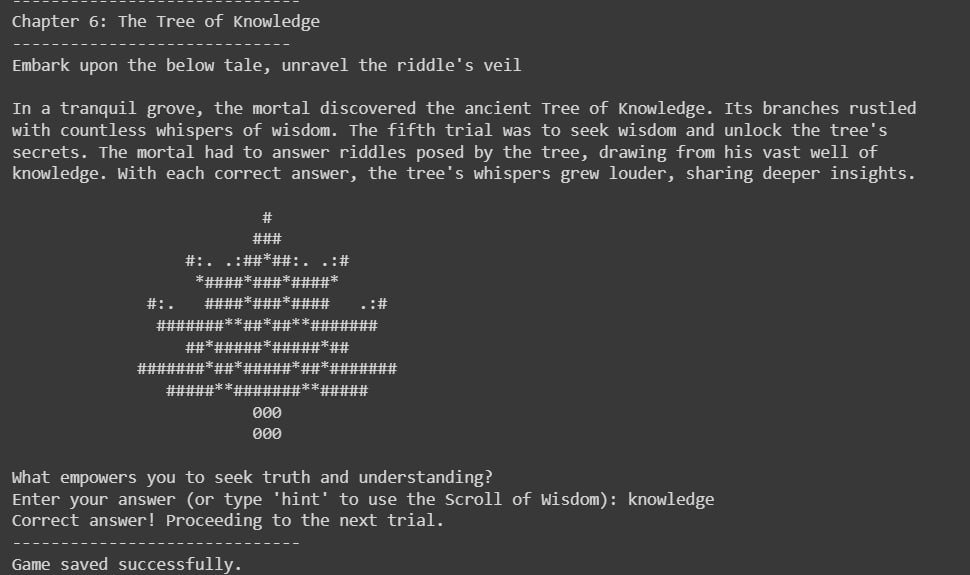 ------------------------------
Chapter 6: The Tree of Knowledge
-----------------------------
Embark upon the below tale, unravel the riddle's veil
In a tranquil grove, the mortal discovered the ancient Tree of Knowledge. Its branches rustled
with countless whispers of wisdom. The fifth trial was to seek wisdom and unlock the tree's
secrets. The mortal had to answer riddles posed by the tree, drawing from his vast well of
knowledge. With each correct answer, the tree's whispers grew louder, sharing deeper insights.
                          #
                         ###
                  #:. .:##*##:. .:#
                   *####*###*####*
              #:.   ####*###*####   .:#
               #######**##*##**#######
                  ##*#####*#####*##
             #######*##*#####*##*#######
                #####**#######**#####
                         000
                         000
What empowers you to seek truth and understanding?
Enter your answer (or type 'hint' to use the Scroll of Wisdom): knowledge
Correct answer! Proceeding to the next trial.
------------------------------
Game saved successfully.